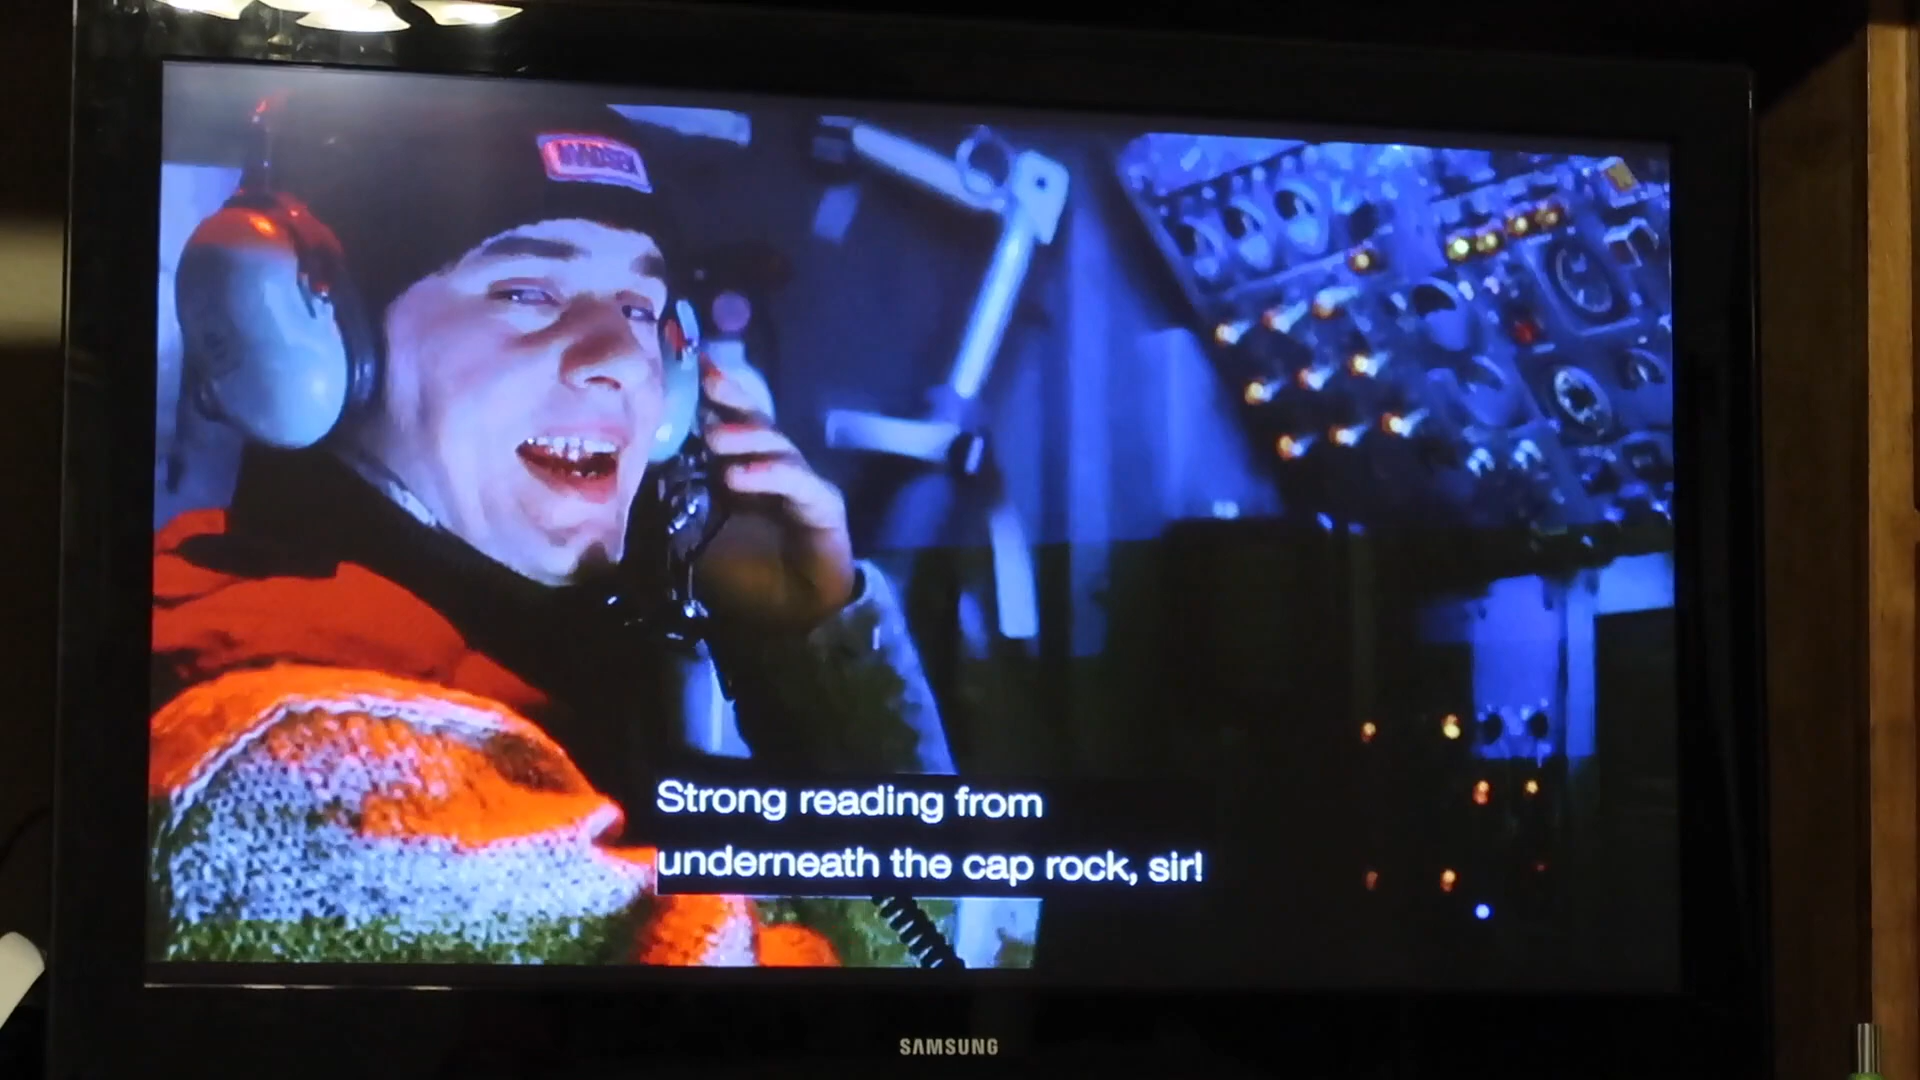 Strong reading from
underneath the cap rock, sir!
SAMSUNG